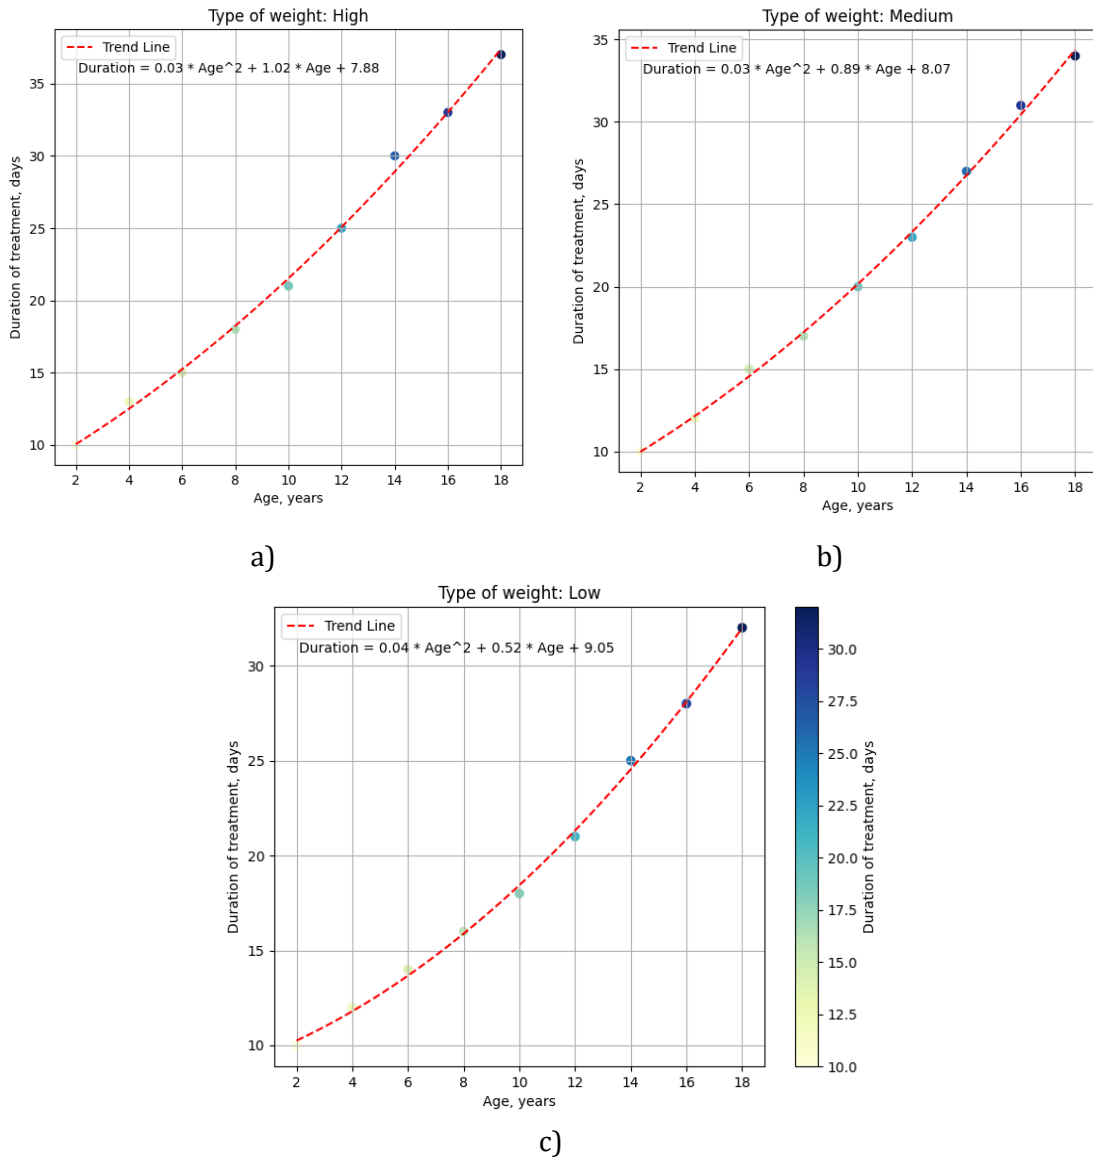 Type of weight: High
Trend Line
Duration = 0.03 * Age^2 + 1.02 * Age + 7.88
Duration of treatment, days
35
30
25
20
15
10
2 4 6 8 10 12 14 16 18
Age, years
a)
Type of weight: Medium
Trend Line
Duration = 0.03 * Age^2 + 0.89 * Age + 8.07
Duration of treatment, days
35
30
25
20
15
10
2 4 6 8 10 12 14 16 18
Age, years
b)
Type of weight: Low
Trend Line
Duration = 0.04 * Age^2 + 0.52 * Age + 9.05
Duration of treatment, days
30
25
20
15
10
2 4 6 8 10 12 14 16 18
Age, years
30.0
27.5
25.0
22.5
20.0
17.5
15.0
12.5
10.0
Duration of treatment, days
c)